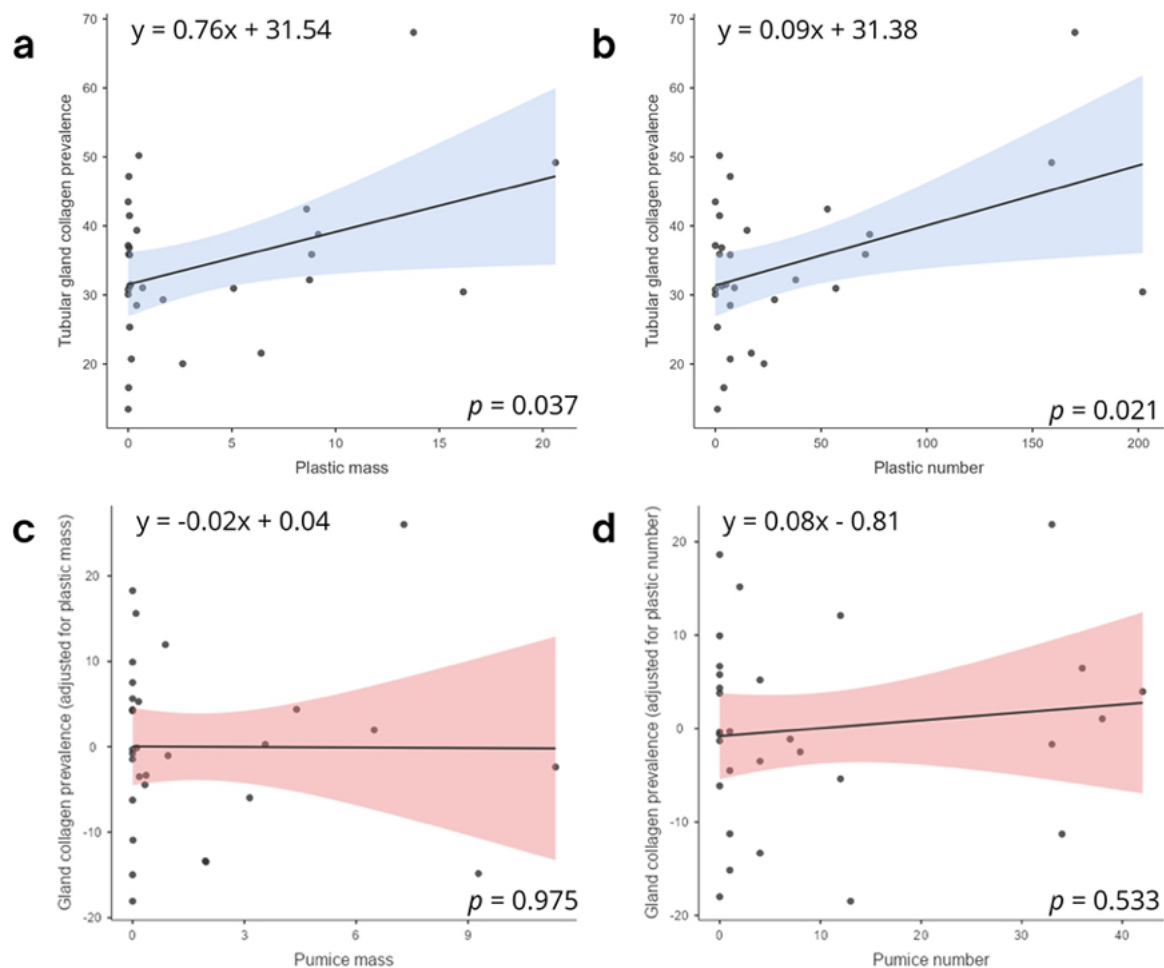 a
y = 0.76x + 31.54
Tubular gland collagen prevalence
70
60
50
40
30
20
p = 0.037
0
5
10
15
20
Plastic mass
b
y = 0.09x + 31.38
Tubular gland collagen prevalence
70
60
50
40
30
20
p = 0.021
0
50
100
150
200
Plastic number
c
y = -0.02x + 0.04
Gland collagen prevalence (adjusted for plastic mass)
20
10
0
-10
-20
p = 0.975
0
3
6
9
Pumice mass
d
y = 0.08x - 0.81
Gland collagen prevalence (adjusted for plastic number)
20
10
0
-10
-20
p = 0.533
0
10
20
30
40
Pumice number